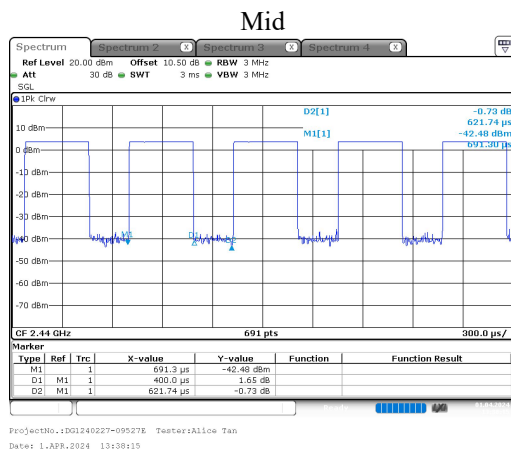 Mid
Spectrum Spectrum 2 X Spectrum 3 X Spectrum 4 X
Ref Level 20.00 dBm Offset 10.50 dB RBW 3 MHz
Att 30 dB SWT 3 ms VBW 3 MHz
SGL
1Pk Clrw
D2[1] -0.73 dB
621.74 µs
M1[1] -42.48 dBm
691.30 µs
10 dBm
0 dBm
-10 dBm
-20 dBm
-30 dBm
-40 dBm
M1 D1 D2
-50 dBm
-60 dBm
-70 dBm
CF 2.44 GHz 691 pts 300.0 µs/
Marker
Type Ref Trc X-value Y-value Function Function Result
M1 1 691.3 µs -42.48 dBm
D1 M1 1 400.0 µs 1.65 dB
D2 M1 1 621.74 µs -0.73 dB
ProjectNo.:DG1240227-09527E Tester:Alice Tan
Date: 1.APR.2024 13:38:15